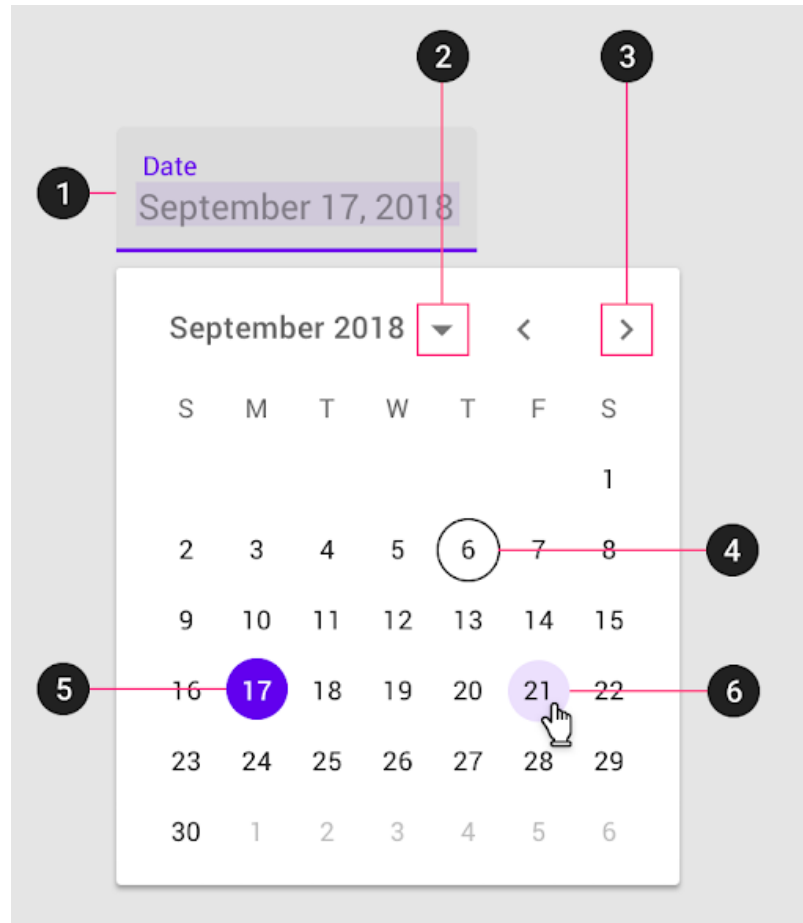 2 3
Date
1 September 17, 2018
September 2018
S M T W T F S
1
2 3 4 5 6 7 8 4
9 10 11 12 13 14 15
5 16 17 18 19 20 21 22 6
23 24 25 26 27 28 29
30 1 2 3 4 5 6